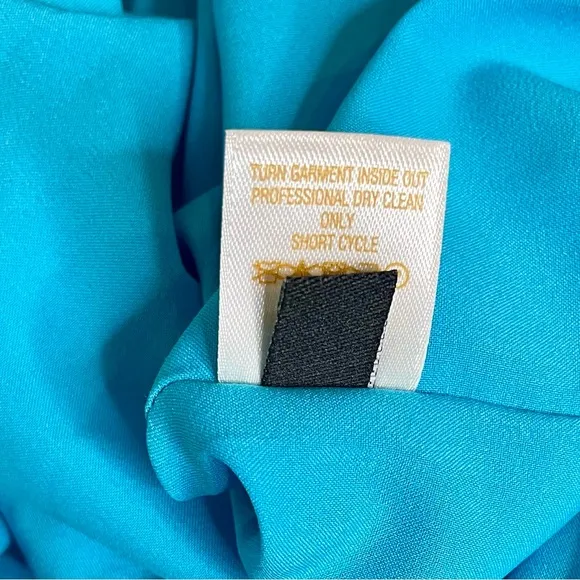 TURN GARMENT INSIDE OUT
PROFESSIONAL DRY CLEAN
ONLY
SHORT CYCLE